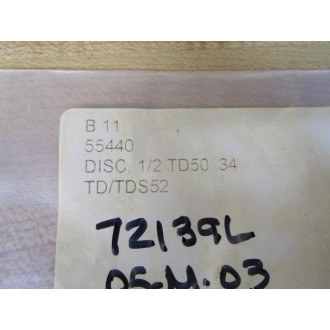 B 11
55440
DISC, 1/2 TD50, 34
TD/TDS52
72139L
05-M-03